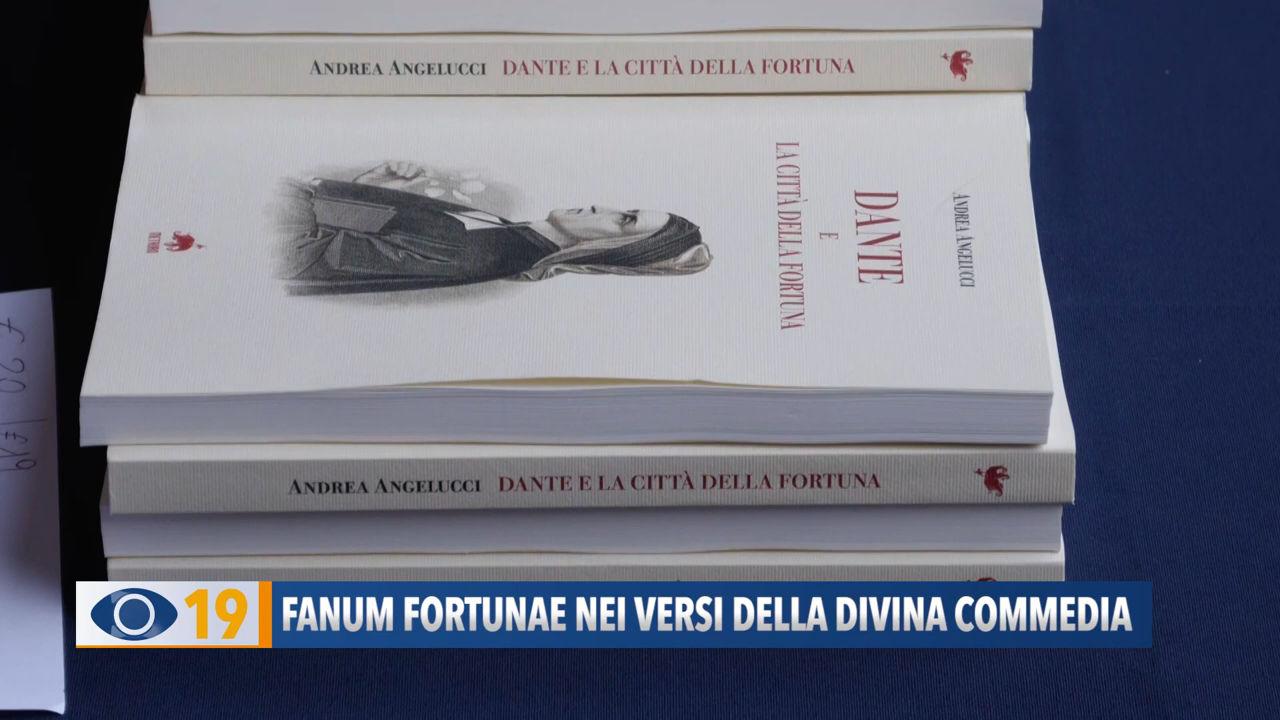 ANDREA ANGELUCCI DANTE E LA CITTÀ DELLA FORTUNA
ANDREA ANGELUCCI
DANTE
E
LA CITTÀ DELLA FORTUNA
€ 20
ANDREA ANGELUCCI DANTE E LA CITTÀ DELLA FORTUNA
19 FANUM FORTUNAE NEI VERSI DELLA DIVINA COMMEDIA